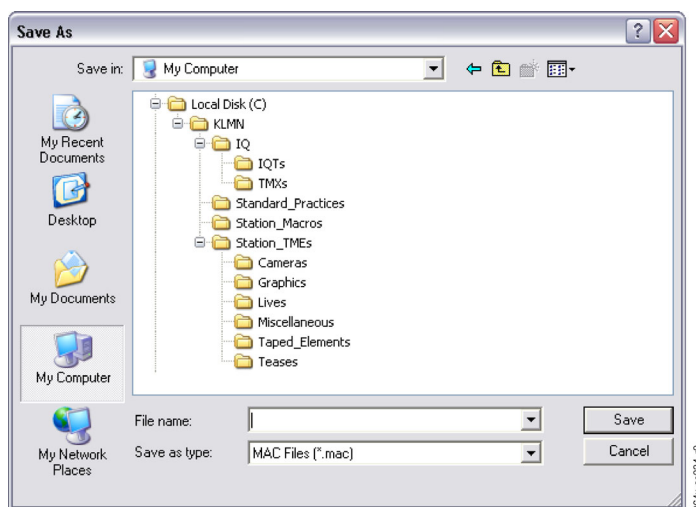 Save As
Save in:
My Computer
My Recent
Documents
Desktop
My Documents
My Computer
My Network
Places
Local Disk (C)
KLMN
IQ
IQTs
TMXs
Standard_Practices
Station_Macros
Station_TMEs
Cameras
Graphics
Lives
Miscellaneous
Taped_Elements
Teases
File name:
Save
Save as type:
MAC Files (*.mac)
Cancel